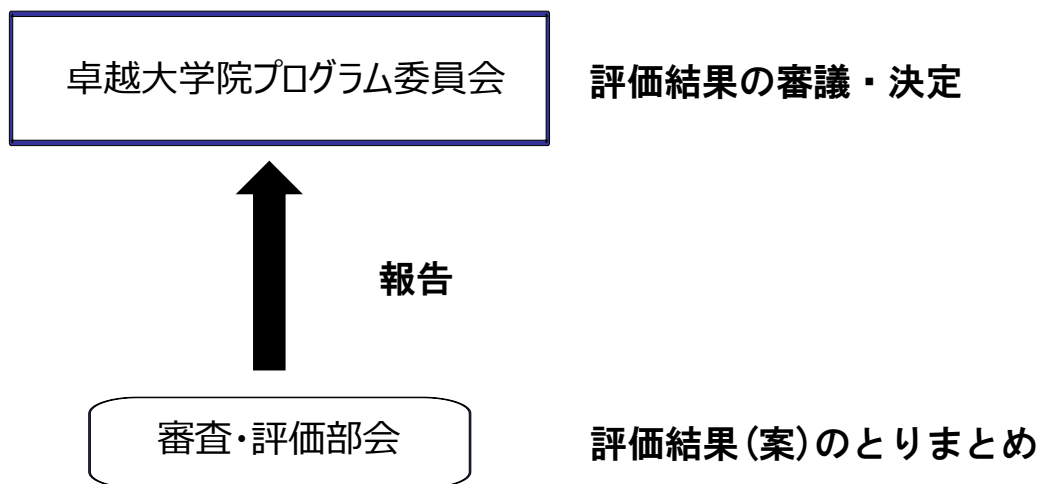 卓越大学院プログラム委員会
評価結果の審議・決定
報告
審査・評価部会
評価結果(案)のとりまとめ